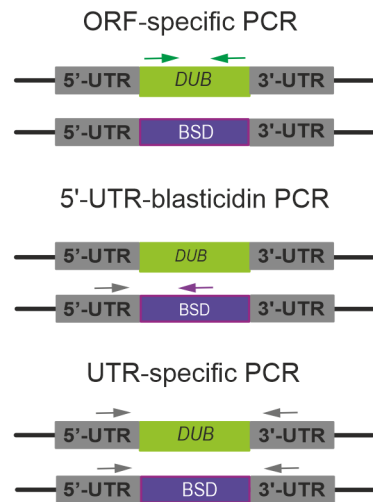 ORF-specific PCR
5’-UTR DUB 3'-UTR
5’-UTR BSD 3'-UTR
5'-UTR-blasticidin PCR
5’-UTR DUB 3'-UTR
5’-UTR BSD 3'-UTR
UTR-specific PCR
5’-UTR DUB 3'-UTR
5’-UTR BSD 3'-UTR